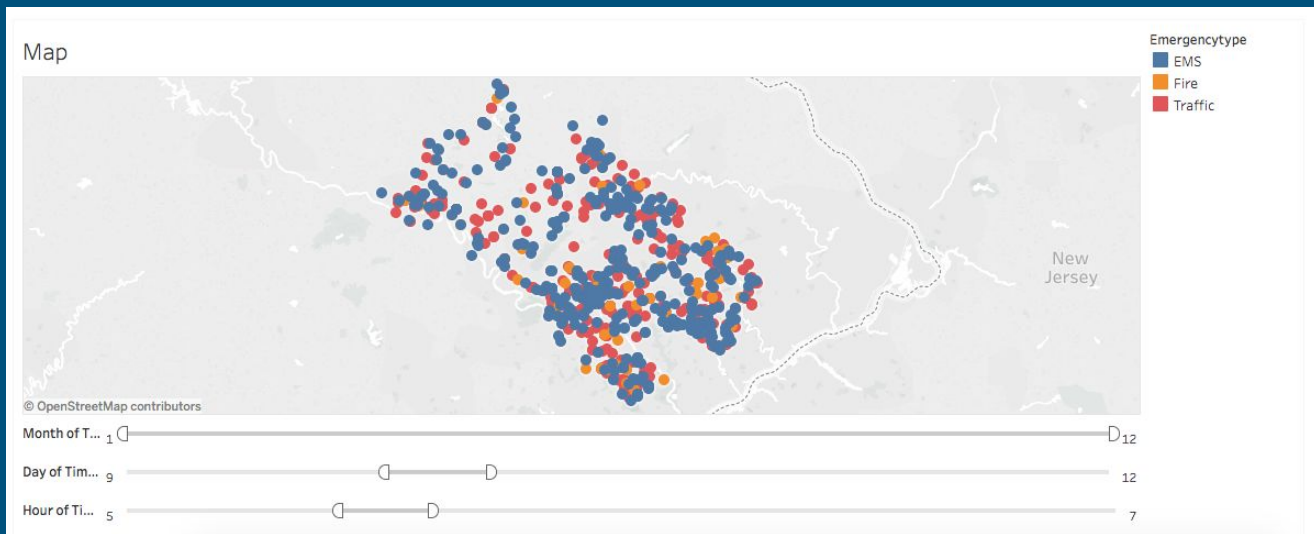 Map
Emergencytype
EMS
Fire
Traffic
New
Jersey
© OpenStreetMap contributors
Month of T... 1 12
Day of Tim... 9 12
Hour of Ti... 5 7